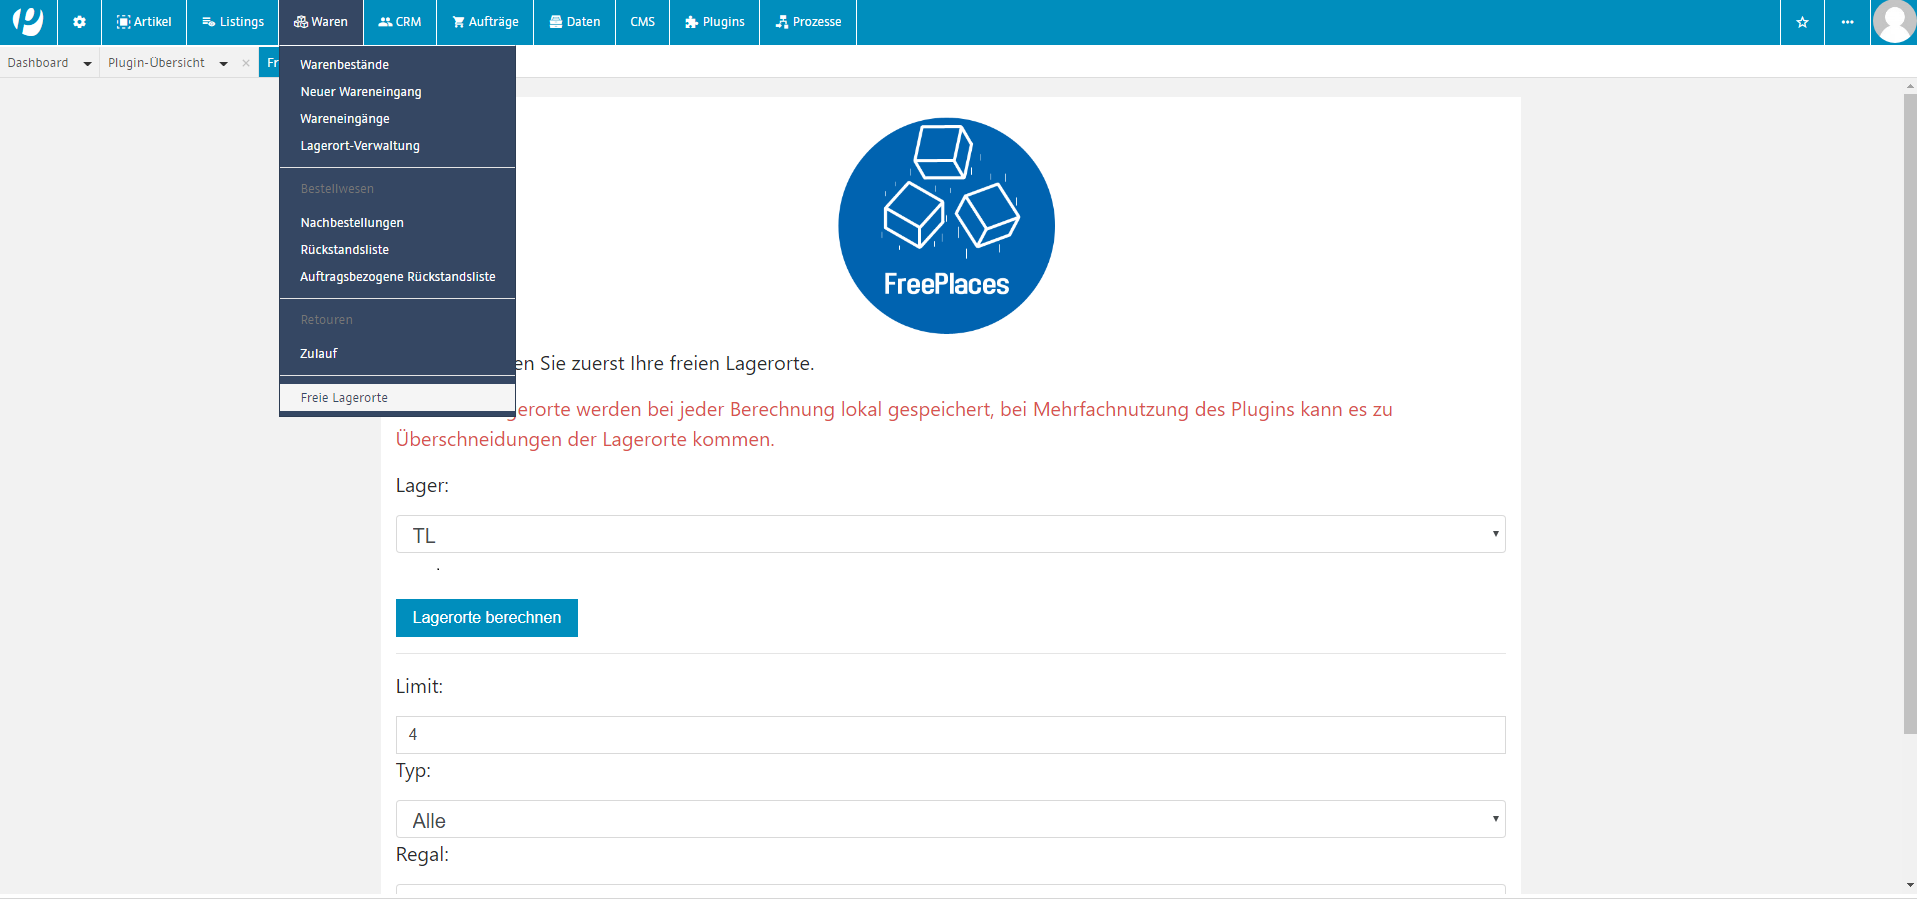 Artikel
Listings
Waren
CRM
Aufträge
Daten
CMS
Plugins
Prozesse
Dashboard
Plugin-Übersicht
Fr
Warenbestände
Neuer Wareneingang
Wareneingänge
Lagerort-Verwaltung
Bestellwesen
Nachbestellungen
Rückstandsliste
Auftragsbezogene Rückstandsliste
Retouren
Zulauf
Freie Lagerorte
FreePlaces
en Sie zuerst Ihre freien Lagerorte.
gerorte werden bei jeder Berechnung lokal gespeichert, bei Mehrfachnutzung des Plugins kann es zu
Überschneidungen der Lagerorte kommen.
Lager:
TL
.
Lagerorte berechnen
Limit:
4
Typ:
Alle
Regal: